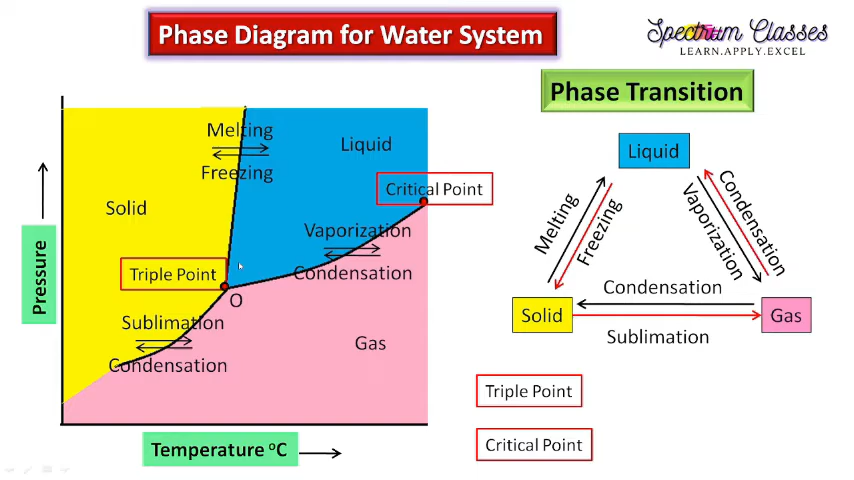 Phase Diagram for Water System
Spectrum Classes
LEARN.APPLY.EXCEL
Phase Transition
Melting
Freezing
Liquid
Critical Point
Solid
Vaporization
Condensation
Triple Point
O
Sublimation
Condensation
Gas
Pressure
Temperature °C
Liquid
Melting
Freezing
Vaporization
Condensation
Condensation
Solid
Gas
Sublimation
Triple Point
Critical Point